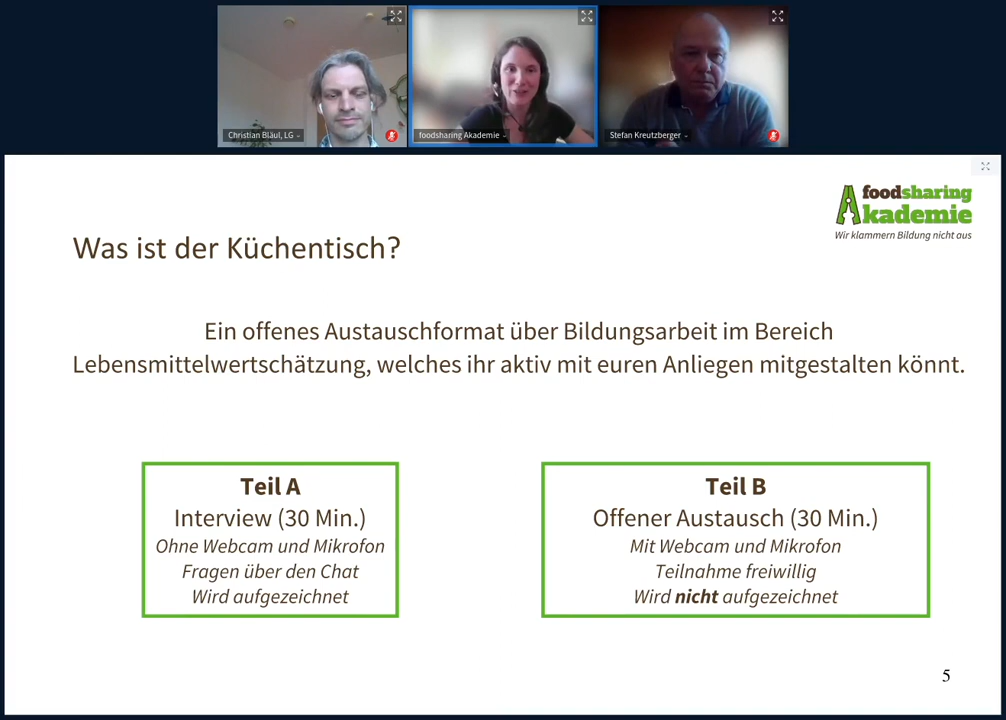 Christian Bläul, LG
foodsharing Akademie
Stefan Kreutzberger
foodsharing
Akademie
Wir klammern Bildung nicht aus
Was ist der Küchentisch?
Ein offenes Austauschformat über Bildungsarbeit im Bereich
Lebensmittelwertschätzung, welches ihr aktiv mit euren Anliegen mitgestalten könnt.
Teil A
Interview (30 Min.)
Ohne Webcam und Mikrofon
Fragen über den Chat
Wird aufgezeichnet
Teil B
Offener Austausch (30 Min.)
Mit Webcam und Mikrofon
Teilnahme freiwillig
Wird nicht aufgezeichnet
5